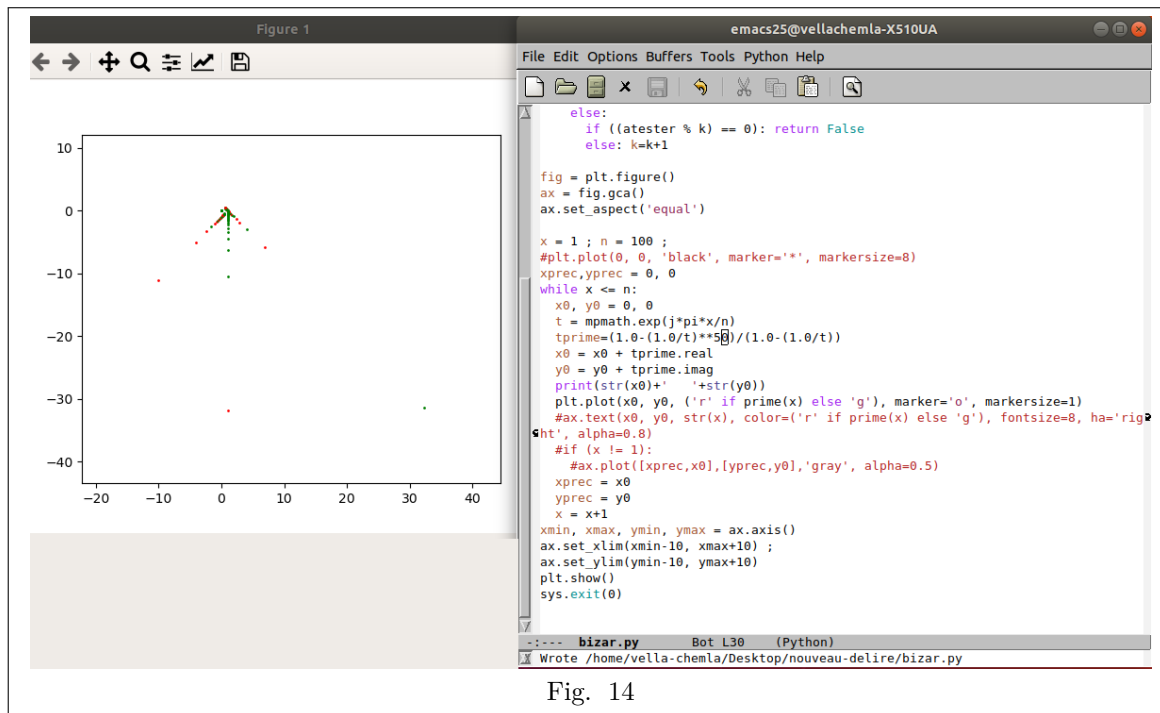 Figure 1
10
0
−10
−20
−30
−40
−20 −10 0 10 20 30 40
emacs25@vellachemla-X510UA
File Edit Options Buffers Tools Python Help
else:
if ((atester % k) == 0): return False
else: k=k+1
fig = plt.figure()
ax = fig.gca()
ax.set_aspect('equal')
x = 1 ; n = 100 ;
#plt.plot(0, 0, 'black', marker='*', markersize=8)
xprec,yprec = 0, 0
while x <= n:
x0, y0 = 0, 0
t = mpmath.exp(j*pi*x/n)
tprime=(1.0-(1.0/t)**50)/(1.0-(1.0/t))
x0 = x0 + tprime.real
y0 = y0 + tprime.imag
print(str(x0)+'   '+str(y0))
plt.plot(x0, y0, ('r' if prime(x) else 'g'), marker='o', markersize=1)
#ax.text(x0, y0, str(x), color=('r' if prime(x) else 'g'), fontsize=8, ha='rig
ht', alpha=0.8)
#if (x != 1):
#ax.plot([xprec,x0],[yprec,y0],'gray', alpha=0.5)
xprec = x0
yprec = y0
x = x+1
xmin, xmax, ymin, ymax = ax.axis()
ax.set_xlim(xmin-10, xmax+10) ;
ax.set_ylim(ymin-10, ymax+10)
plt.show()
sys.exit(0)
-:--- bizar.py Bot L30 (Python)
Wrote /home/vella-chemla/Desktop/nouveau-delire/bizar.py
Fig. 14